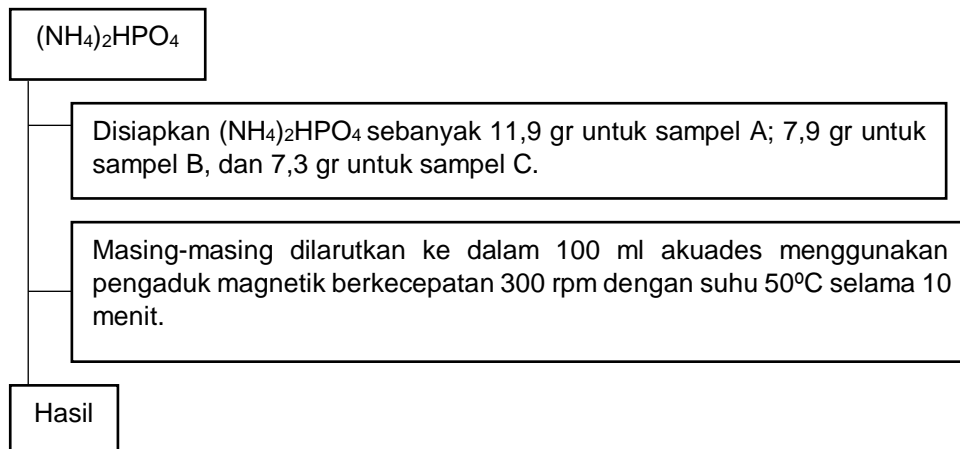 (NH₄)₂HPO₄
Disiapkan (NH₄)₂HPO₄ sebanyak 11,9 gr untuk sampel A; 7,9 gr untuk
sampel B, dan 7,3 gr untuk sampel C.
Masing-masing dilarutkan ke dalam 100 ml akuades menggunakan
pengaduk magnetik berkecepatan 300 rpm dengan suhu 50⁰C selama 10
menit.
Hasil